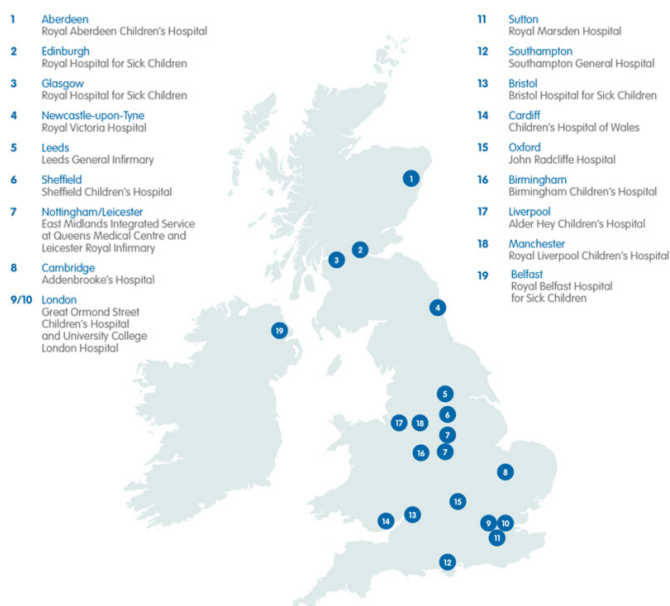 1 Aberdeen
Royal Aberdeen Children's Hospital
2 Edinburgh
Royal Hospital for Sick Children
3 Glasgow
Royal Hospital for Sick Children
4 Newcastle-upon-Tyne
Royal Victoria Hospital
5 Leeds
Leeds General Infirmary
6 Sheffield
Sheffield Children's Hospital
7 Nottingham/Leicester
East Midlands Integrated Service
at Queens Medical Centre and
Leicester Royal Infirmary
8 Cambridge
Addenbrooke's Hospital
9/10 London
Great Ormond Street
Children's Hospital
and University College
London Hospital
11 Sutton
Royal Marsden Hospital
12 Southampton
Southampton General Hospital
13 Bristol
Bristol Hospital for Sick Children
14 Cardiff
Children's Hospital of Wales
15 Oxford
John Radcliffe Hospital
16 Birmingham
Birmingham Children's Hospital
17 Liverpool
Alder Hey Children's Hospital
18 Manchester
Royal Liverpool Children's Hospital
19 Belfast
Royal Belfast Hospital
for Sick Children
1
2
3
4
19
5
6
17 18
7
16 7
8
15
14 13
9 10
11
12